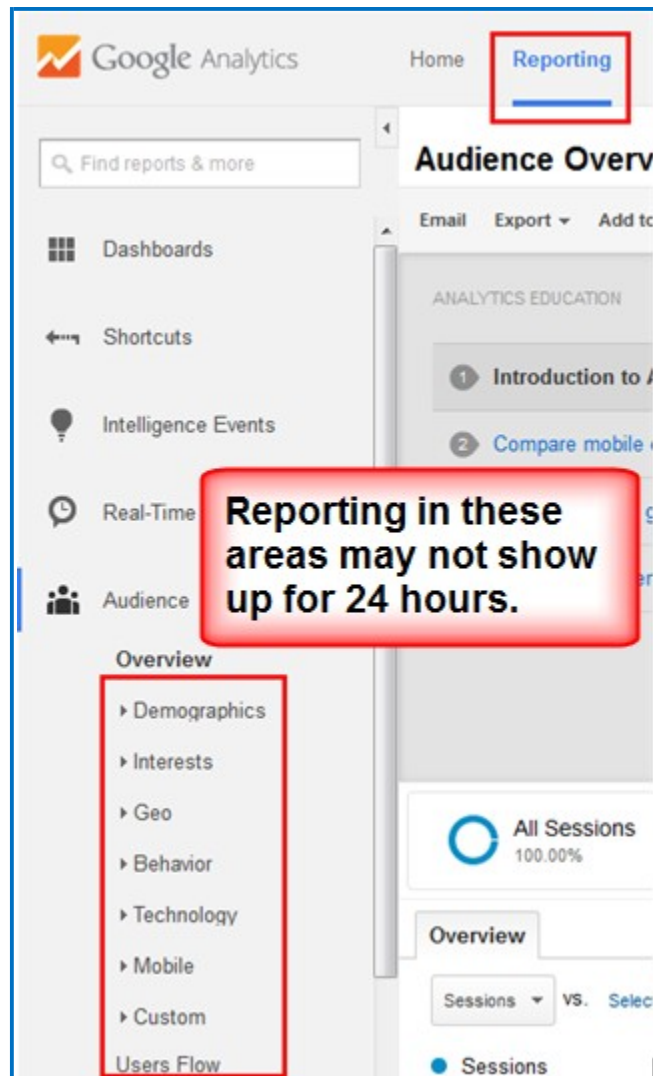 Google Analytics
Home
Reporting
Find reports & more
Audience Overv
Email Export Add to
Dashboards
ANALYTICS EDUCATION
Shortcuts
1 Introduction to A
Intelligence Events
2 Compare mobile
Real-Time
Reporting in these
areas may not show
up for 24 hours.
Audience
Overview
Demographics
Interests
Geo
Behavior
Technology
Mobile
Custom
Users Flow
All Sessions
100.00%
Overview
Sessions VS. Selec
Sessions